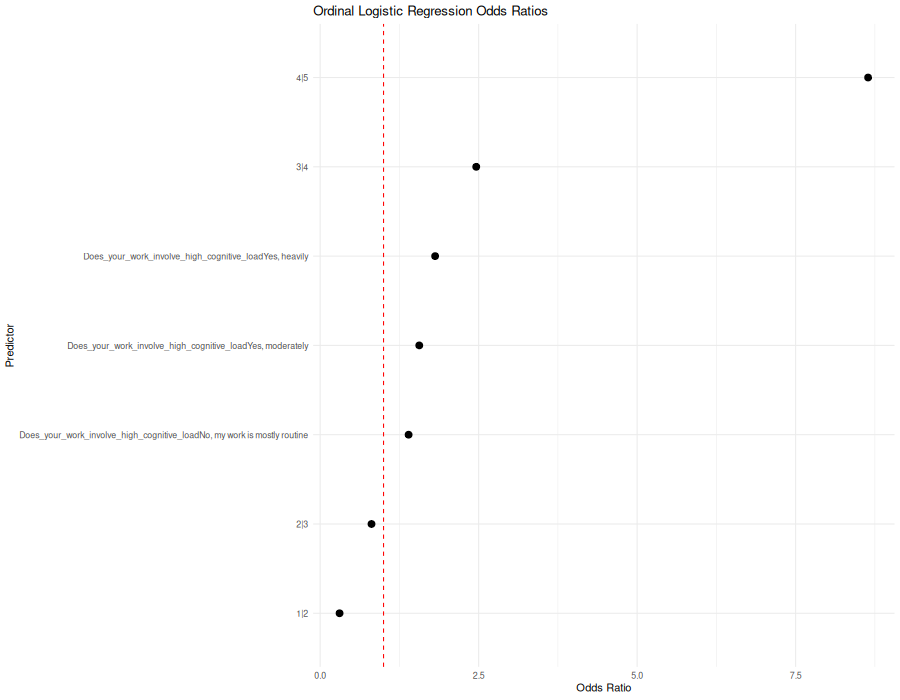 Ordinal Logistic Regression Odds Ratios
4|5
3|4
Does_your_work_involve_high_cognitive_loadYes, heavily
Does_your_work_involve_high_cognitive_loadYes, moderately
Does_your_work_involve_high_cognitive_loadNo, my work is mostly routine
2|3
1|2
Predictor
0.0 2.5 5.0 7.5
Odds Ratio